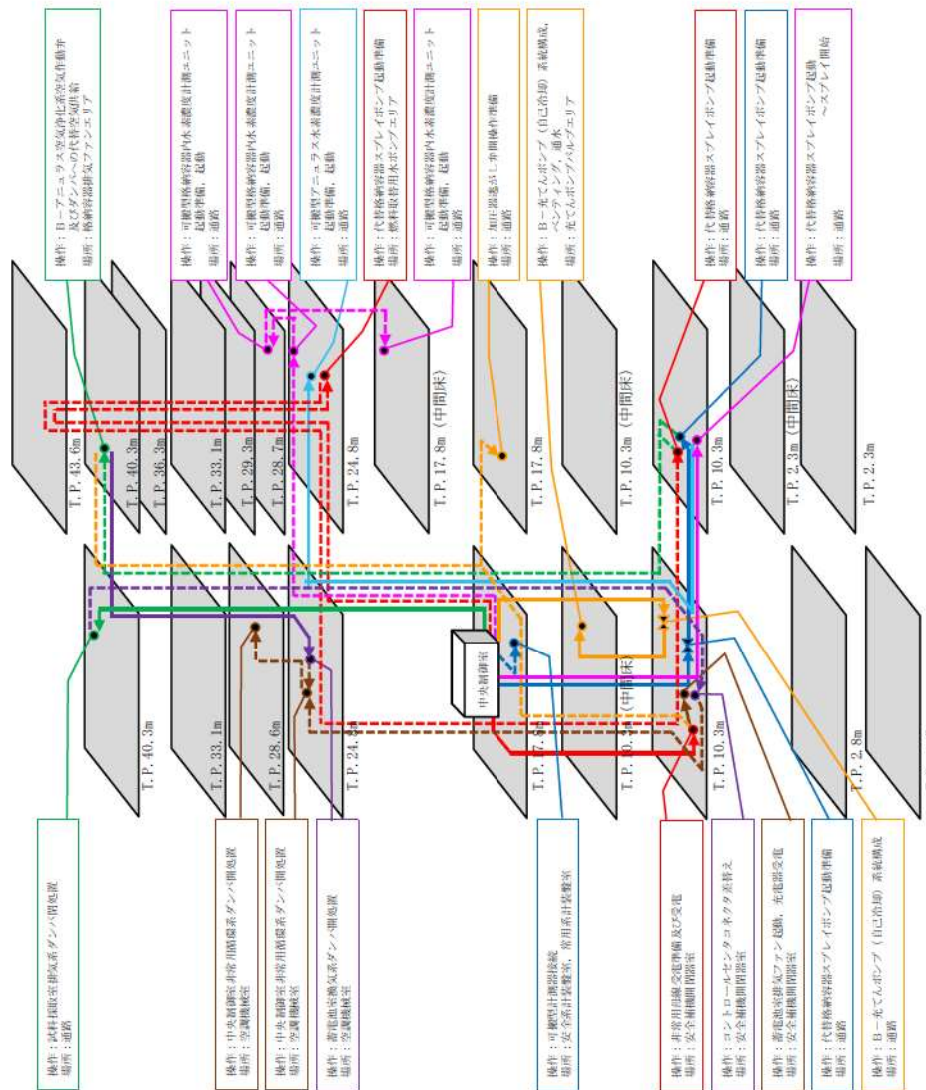 操作：B－アニュラス空気浄化系空気作動弁
及びダンパへの代替空気供給
場所：格納容器排気ファンエリア
操作：可搬型格納容器内水素濃度計測ユニット
起動準備，起動
場所：通路
操作：可搬型格納容器内水素濃度計測ユニット
起動準備，起動
場所：通路
操作：可搬型アニュラス水素濃度計測ユニット
起動準備，起動
場所：通路
操作：代替格納容器スプレイポンプ起動準備
場所：燃料取替用水ポンプエリア
操作：可搬型格納容器内水素濃度計測ユニット
起動準備，起動
場所：通路
操作：加圧器逃がし弁開操作準備
場所：通路
操作：B－充てんポンプ（自己冷却）系統構成，
ベンティング，通水
場所：充てんポンプバルブエリア
操作：代替格納容器スプレイポンプ起動準備
場所：通路
操作：代替格納容器スプレイポンプ起動準備
場所：通路
操作：代替格納容器スプレイポンプ起動
～スプレイ開始
場所：通路
T.P.43.6m
T.P.40.3m
T.P.36.3m
T.P.33.1m
T.P.29.3m
T.P.28.7m
T.P.24.8m
T.P.17.8m（中間床）
T.P.17.8m
T.P.10.3m（中間床）
T.P.10.3m
T.P.2.3m（中間床）
T.P.2.3m
中央制御室
T.P.40.3m
T.P.33.1m
T.P.28.6m
T.P.24.8m
T.P.17.8m
T.P.10.3m（中間床）
T.P.10.3m
T.P.2.8m
操作：試料採取室排気系ダンパ閉処置
場所：通路
操作：中央制御室非常用循環系ダンパ開処置
場所：空調機械室
操作：中央制御室非常用循環系ダンパ開処置
場所：空調機械室
操作：蓄電池室換気系ダンパ開処置
場所：空調機械室
操作：可搬型計測器接続
場所：安全系計装盤室，常用系計装盤室
操作：非常用母線受電準備及び受電
場所：安全補機開閉器室
操作：コントロールセンタコネクタ差替え
場所：安全補機開閉器室
操作：蓄電池室排気ファン起動，充電器受電
場所：安全補機開閉器室
操作：代替格納容器スプレイポンプ起動準備
場所：通路
操作：B－充てんポンプ（自己冷却）系統構成
場所：通路